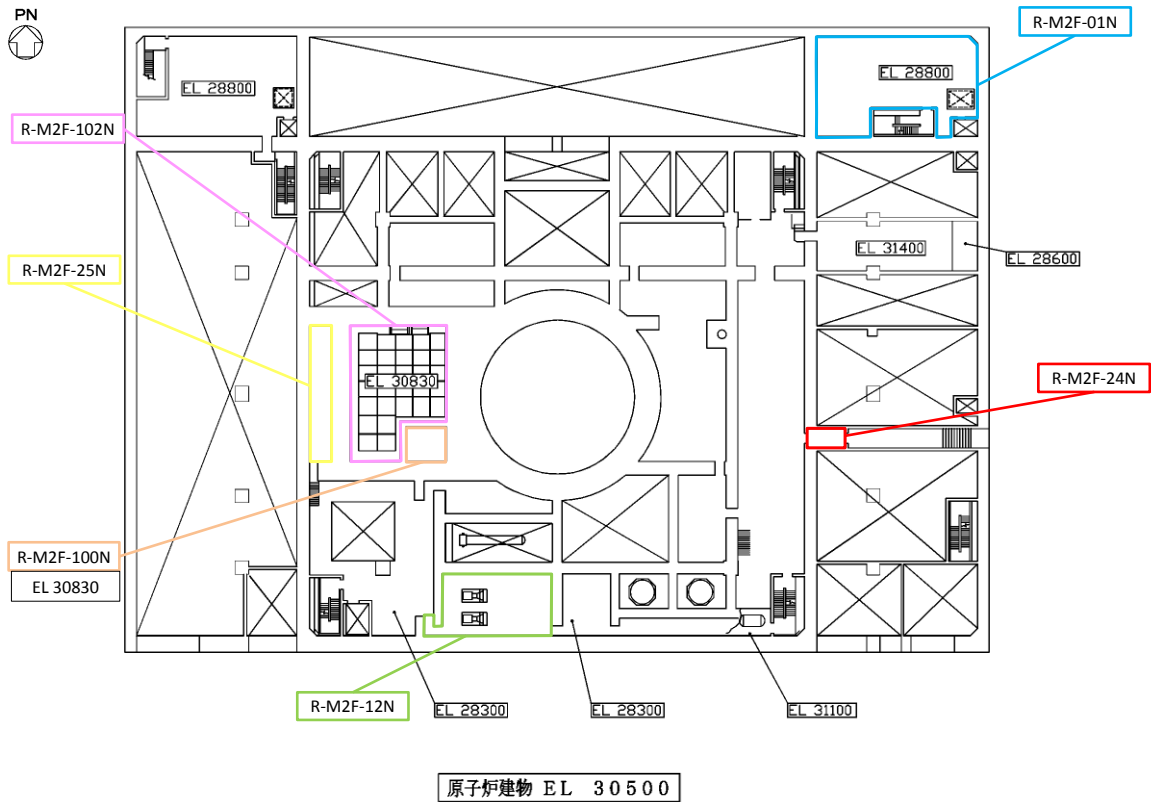 PN
R-M2F-01N
EL 28800
EL 28800
R-M2F-102N
EL 31400
EL 28600
R-M2F-25N
EL 30830
R-M2F-24N
R-M2F-100N
EL 30830
R-M2F-12N
EL 28300
EL 28300
EL 31100
原子炉建物 EL 30500